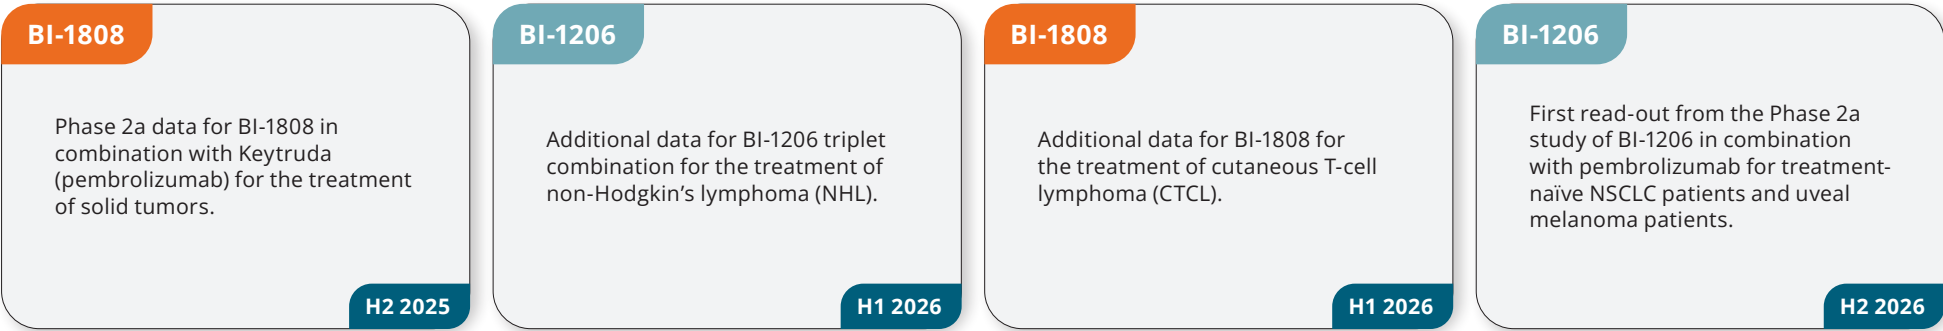 BI-1808
Phase 2a data for BI-1808 in
combination with Keytruda
(pembrolizumab) for the treatment
of solid tumors.
H2 2025
BI-1206
Additional data for BI-1206 triplet
combination for the treatment of
non-Hodgkin’s lymphoma (NHL).
H1 2026
BI-1808
Additional data for BI-1808 for
the treatment of cutaneous T-cell
lymphoma (CTCL).
H1 2026
BI-1206
First read-out from the Phase 2a
study of BI-1206 in combination
with pembrolizumab for treatment-
naïve NSCLC patients and uveal
melanoma patients.
H2 2026